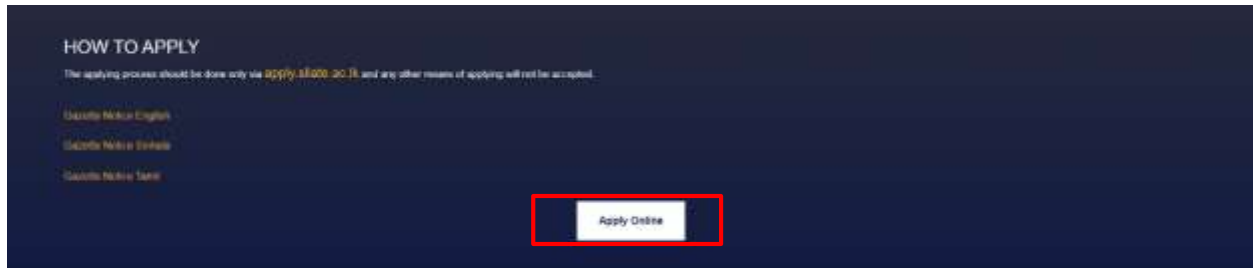 HOW TO APPLY
The applying process should be done only via apply.sliate.ac.lk and any other means of applying will not be accepted.
Gazette Notice English
Gazette Notice Sinhala
Gazette Notice Tamil
Apply Online